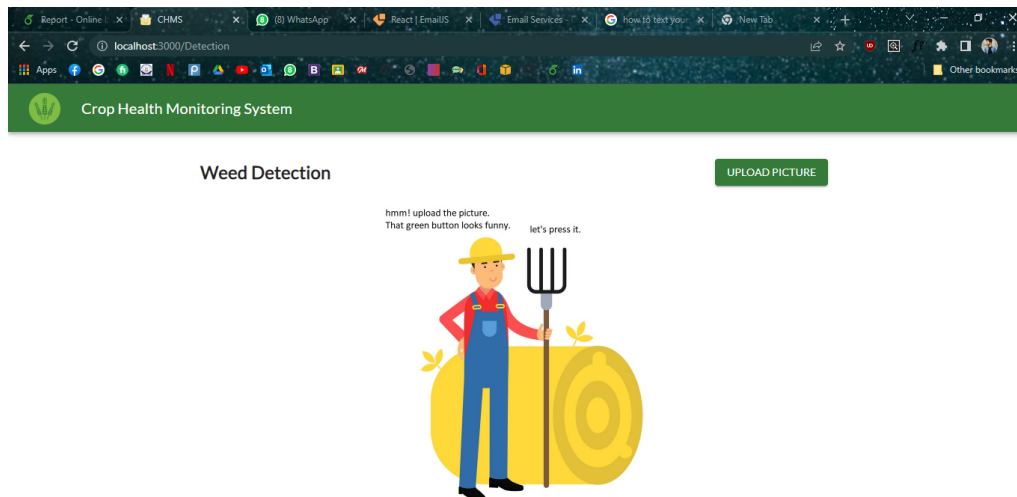 Report - Online
CHMS
(8) WhatsApp
React | EmailJS
Email Services
how to text your
New Tab
localhost:3000/Detection
Apps
Other bookmarks
Crop Health Monitoring System
Weed Detection
UPLOAD PICTURE
hmm! upload the picture.
That green button looks funny.
let's press it.